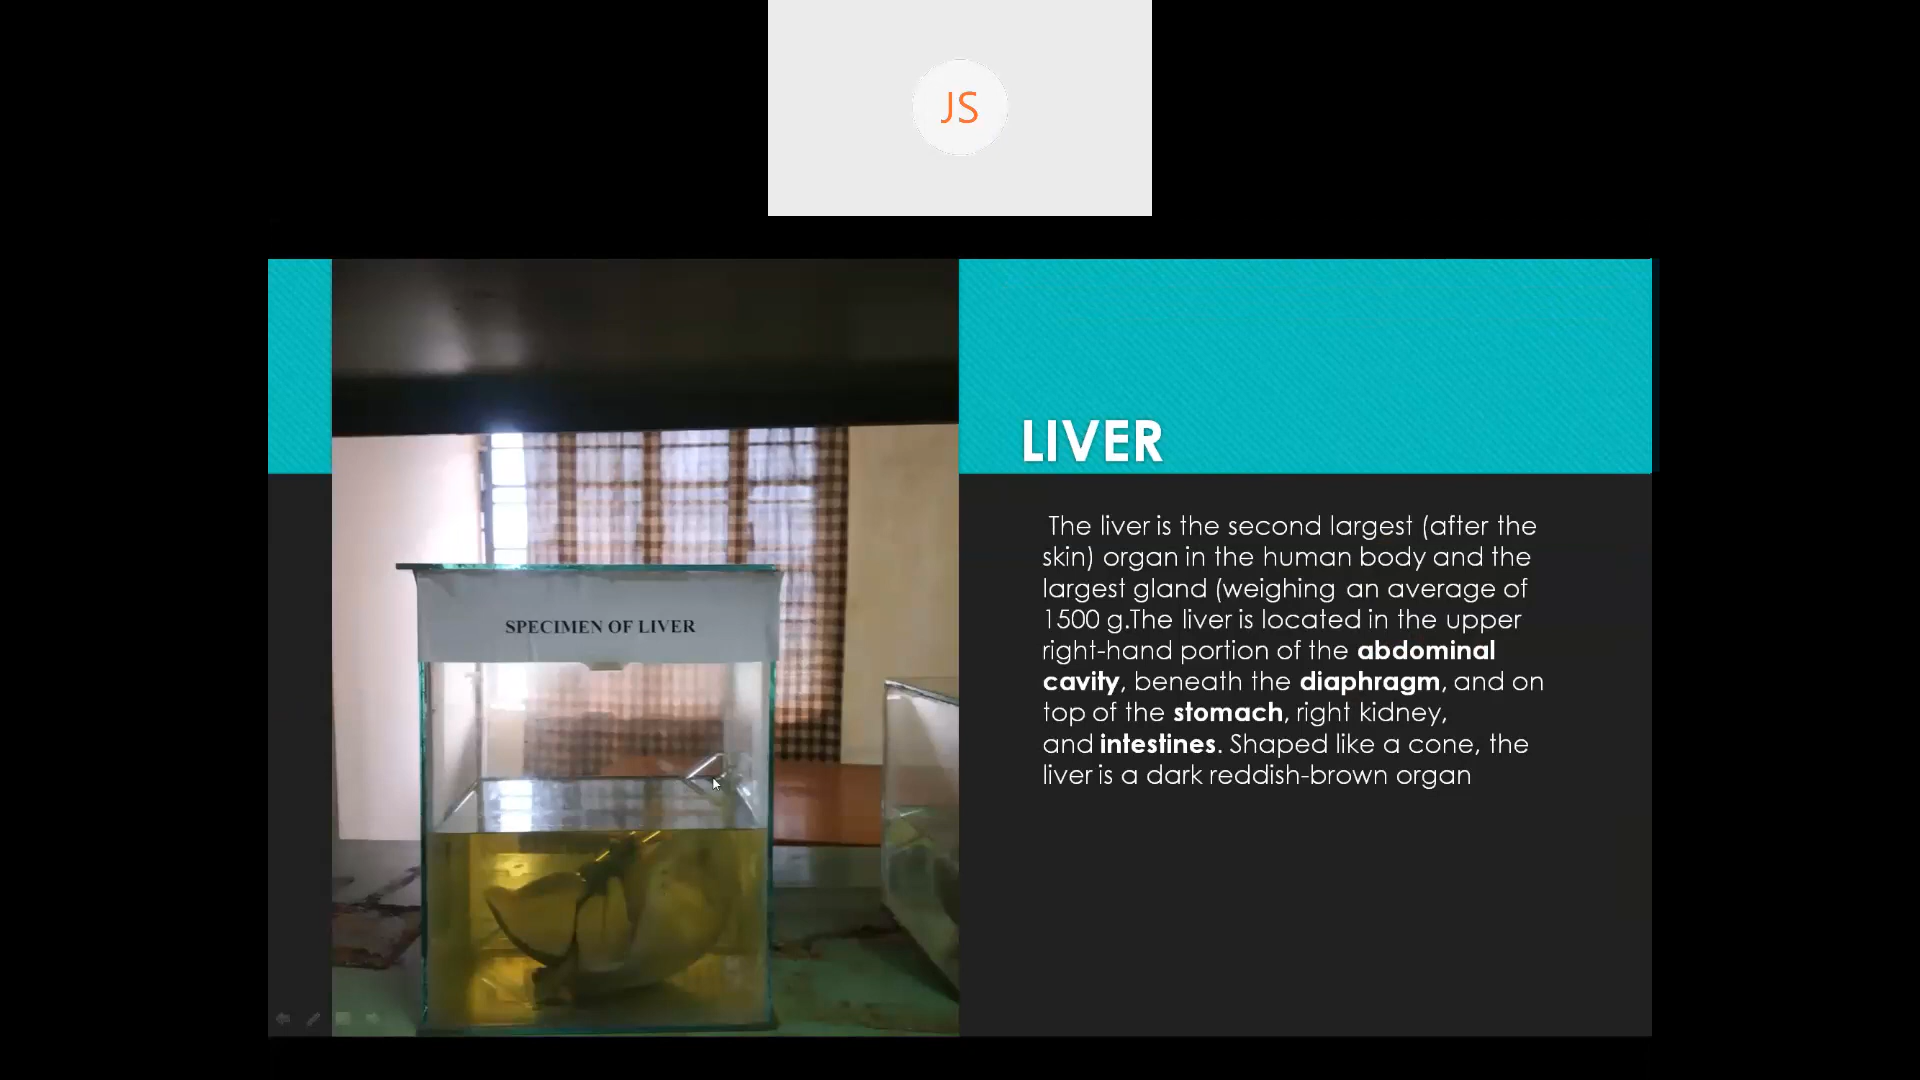 JS
SPECIMEN OF LIVER
LIVER
The liver is the second largest (after the
skin) organ in the human body and the
largest gland (weighing an average of
1500 g.The liver is located in the upper
right-hand portion of the abdominal
cavity, beneath the diaphragm, and on
top of the stomach, right kidney,
and intestines. Shaped like a cone, the
liver is a dark reddish-brown organ